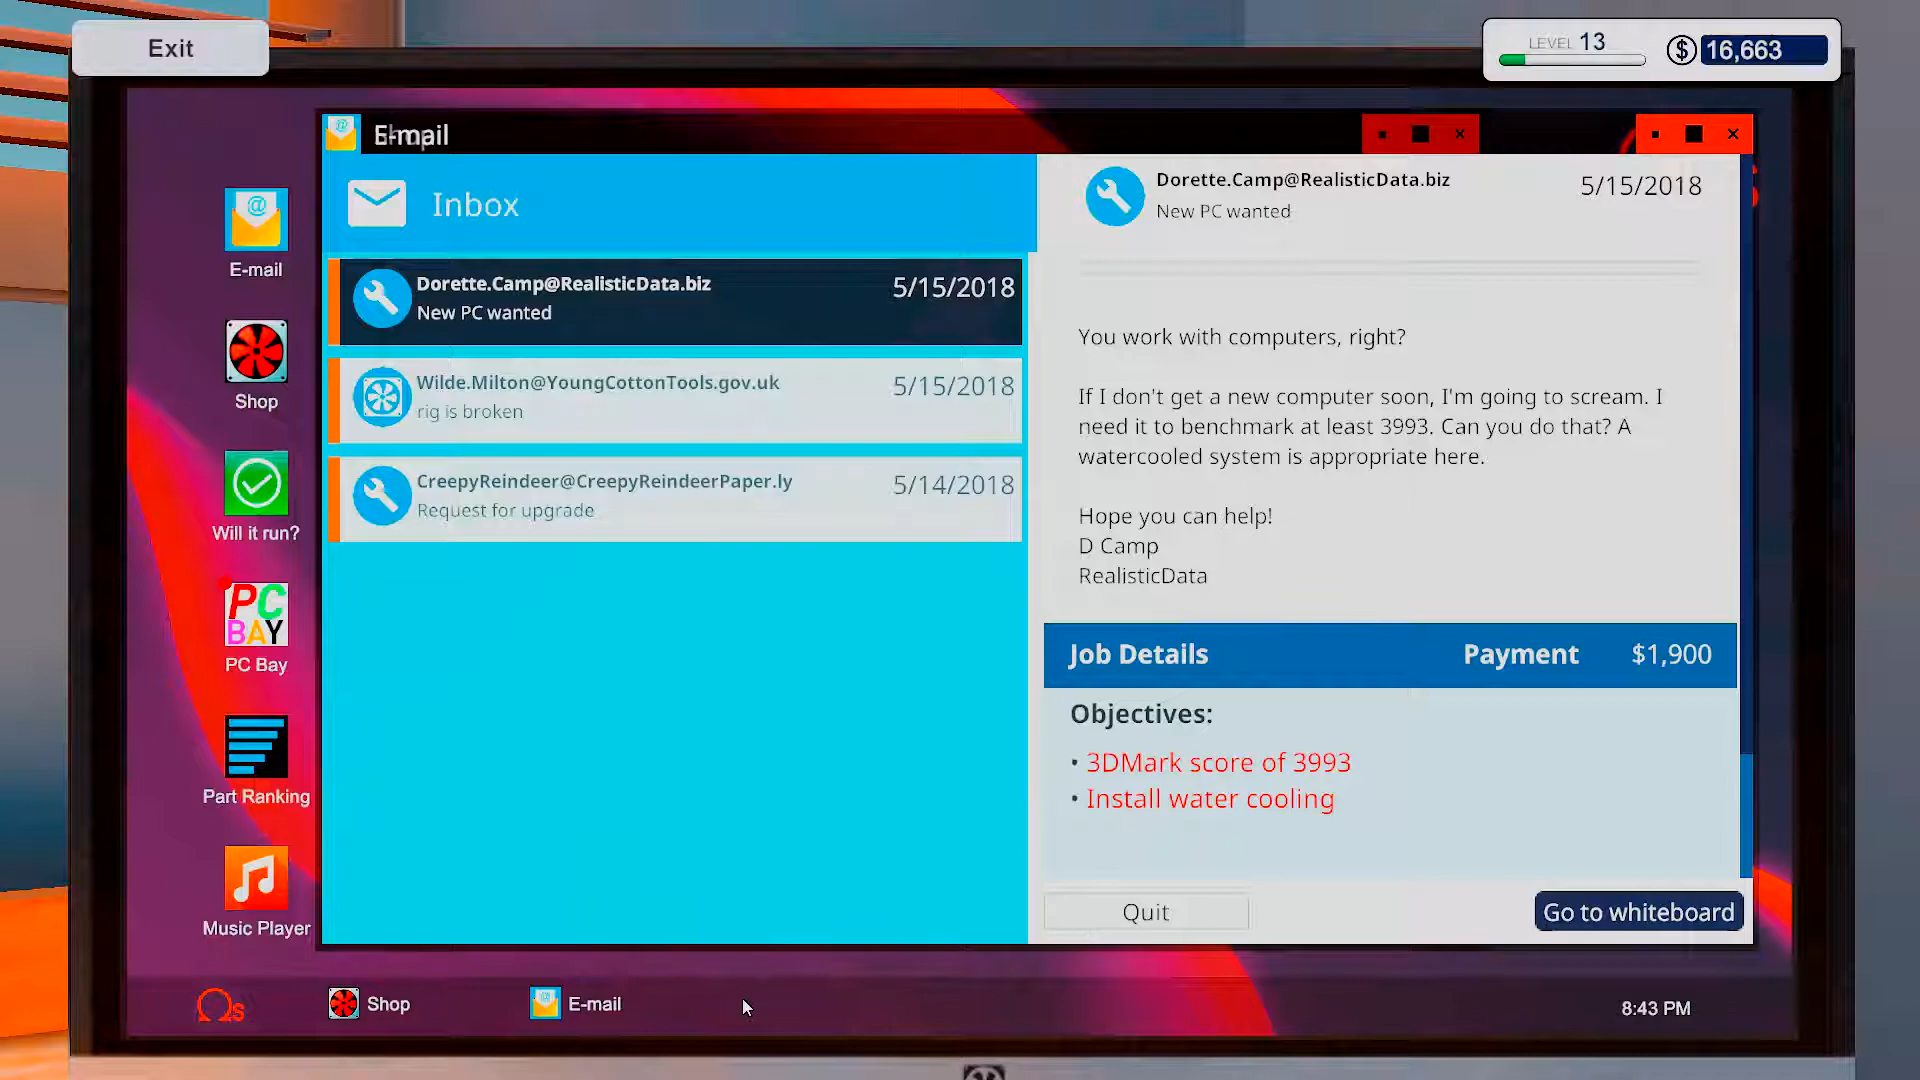 Exit
LEVEL 13
$ 16,663
E-mail
Inbox
Dorette.Camp@RealisticData.biz
New PC wanted
5/15/2018
Wilde.Milton@YoungCottonTools.gov.uk
rig is broken
5/15/2018
CreepyReindeer@CreepyReindeerPaper.ly
Request for upgrade
5/14/2018
Dorette.Camp@RealisticData.biz
5/15/2018
New PC wanted
You work with computers, right?
If I don't get a new computer soon, I'm going to scream. I
need it to benchmark at least 3993. Can you do that? A
watercooled system is appropriate here.
Hope you can help!
D Camp
RealisticData
Job Details
Payment
$1,900
Objectives:
• 3DMark score of 3993
• Install water cooling
Quit
Go to whiteboard
E-mail
Shop
Will it run?
PC
BAY
PC Bay
Part Ranking
Music Player
Ωs
Shop
E-mail
8:43 PM